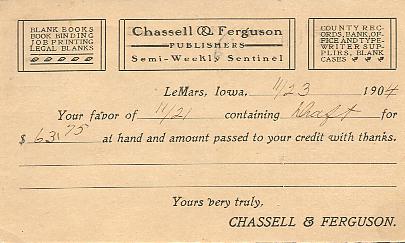 BLANK BOOKS
BOOK BINDING
JOB PRINTING
LEGAL BLANKS
Chassell & Ferguson
PUBLISHERS
Semi-Weekly Sentinel
COUNTY REC-
ORDS, BANK, OF-
FICE AND TYPE-
WRITER SUP-
PLIES, BLANK
CASES
LeMars, Iowa, 11/23 1904
Your favor of 11/21 containing Draft for
$ 631.75 at hand and amount passed to your credit with thanks.
Yours very truly,
CHASSELL & FERGUSON.